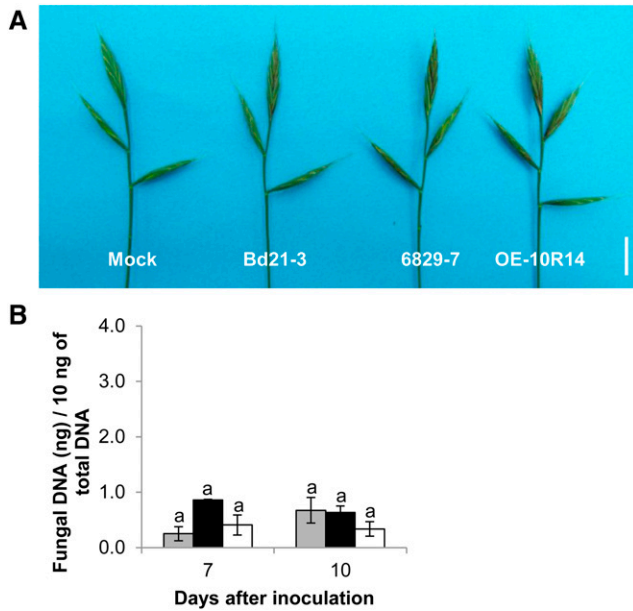 A
Mock Bd21-3 6829-7 OE-10R14
B
Fungal DNA (ng) / 10 ng of
total DNA
4.0
3.0
2.0
1.0
0.0
a a a a a a
7 10
Days after inoculation